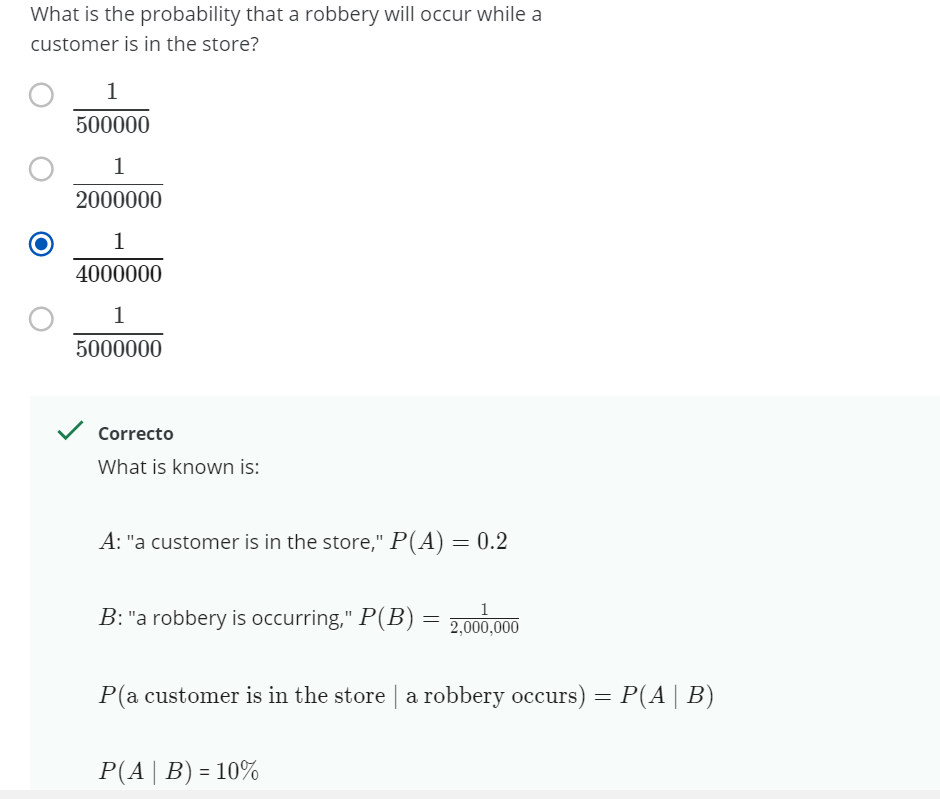 What is the probability that a robbery will occur while a
customer is in the store?
1
500000
1
2000000
1
4000000
1
5000000
Correcto
What is known is:
A: "a customer is in the store," P(A) = 0.2
B: "a robbery is occurring," P(B) = 1/2,000,000
P(a customer is in the store | a robbery occurs) = P(A | B)
P(A | B) = 10%